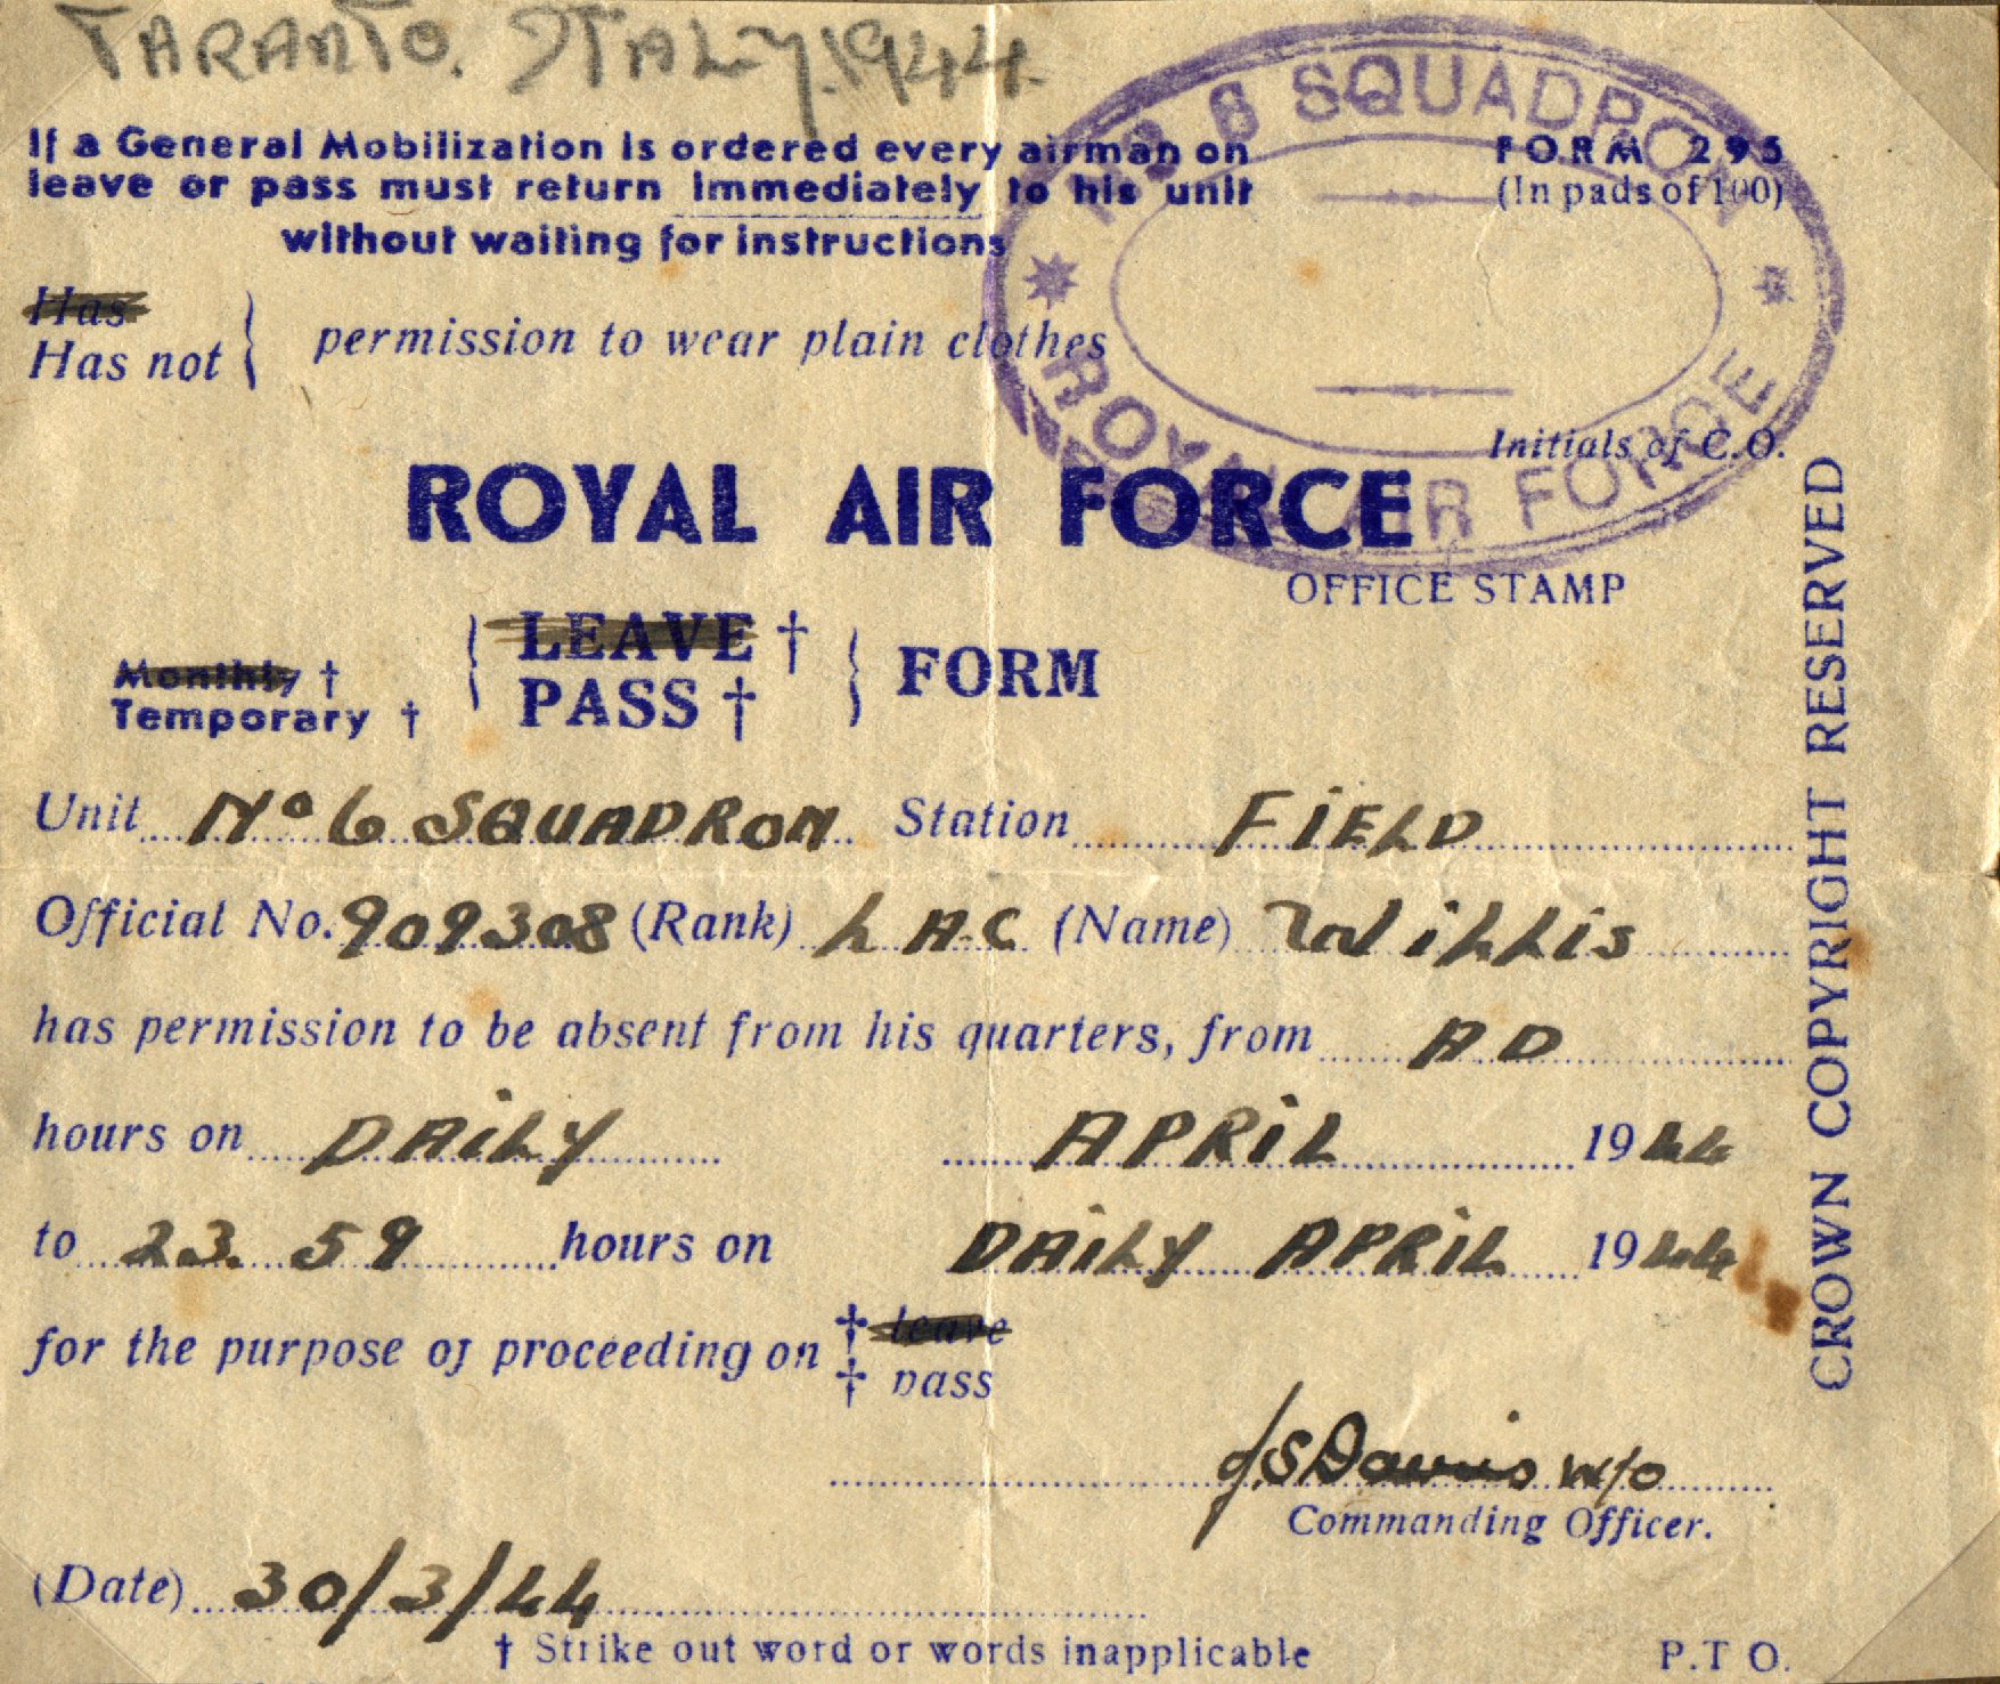 TARANTO. ITALY. 1944.
If a General Mobilization is ordered every airman on
leave or pass must return immediately to his unit
without waiting for instructions
FORM 295
(In pads of 100)
No 6 SQUADRON
ROYAL AIR FORCE
Has
Has not } permission to wear plain clothes
Initials of C.O.
ROYAL AIR FORCE
OFFICE STAMP
Monthly †
Temporary †
{ LEAVE †
PASS † } FORM
Unit No 6 SQUADRON Station FIELD
Official No. 909308 (Rank) L A.C (Name) Willis
has permission to be absent from his quarters, from A D
hours on DAILY APRIL 1944
to 23.59 hours on DAILY APRIL 1944
for the purpose of proceeding on ‡ leave
‡ pass
J.S Davies W/O
Commanding Officer.
(Date) 30/3/44
† Strike out word or words inapplicable
P.T O.
CROWN COPYRIGHT RESERVED